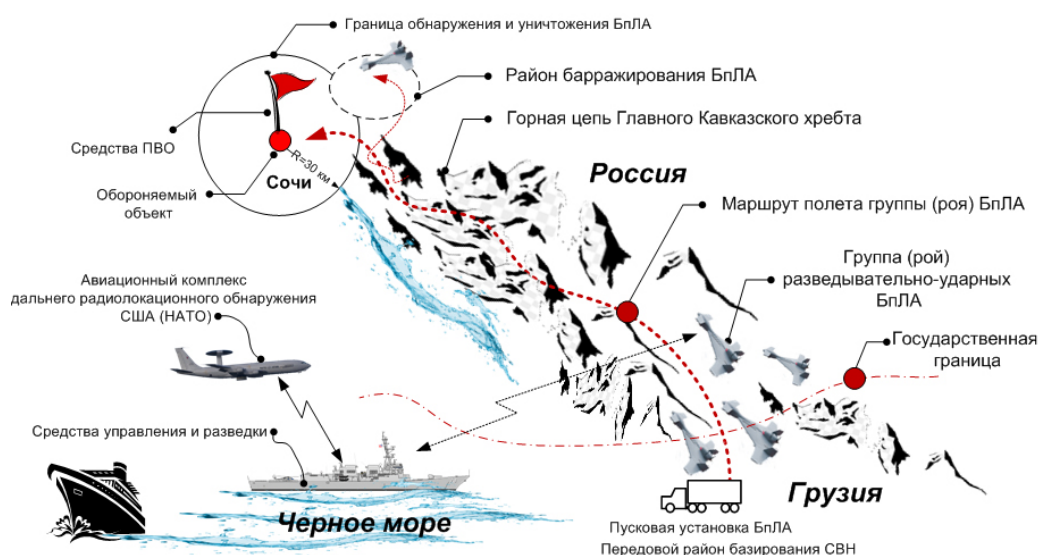 Граница обнаружения и уничтожения БпЛА
Район барражирования БпЛА
Горная цепь Главного Кавказского хребта
Средства ПВО
R=30 км
Сочи
Обороняемый
объект
Россия
Маршрут полета группы (роя) БпЛА
Группа (рой)
разведывательно-ударных
БпЛА
Авиационный комплекс
дальнего радиолокационного обнаружения
США (НАТО)
Государственная
граница
Средства управления и разведки
Черное море
Грузия
Пусковая установка БпЛА
Передовой район базирования СВН